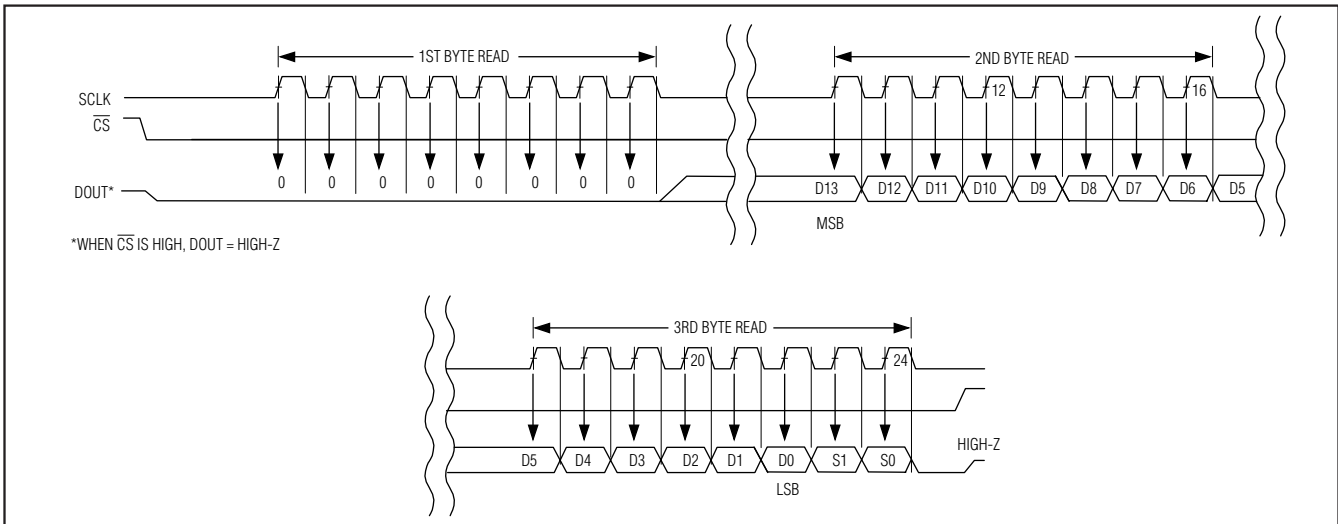 1ST BYTE READ
2ND BYTE READ
SCLK
12
16
CS
0 0 0 0 0 0 0 0
DOUT*
D13 D12 D11 D10 D9 D8 D7 D6 D5
MSB
*WHEN CS IS HIGH, DOUT = HIGH-Z
3RD BYTE READ
20
24
HIGH-Z
D5 D4 D3 D2 D1 D0 S1 S0
LSB